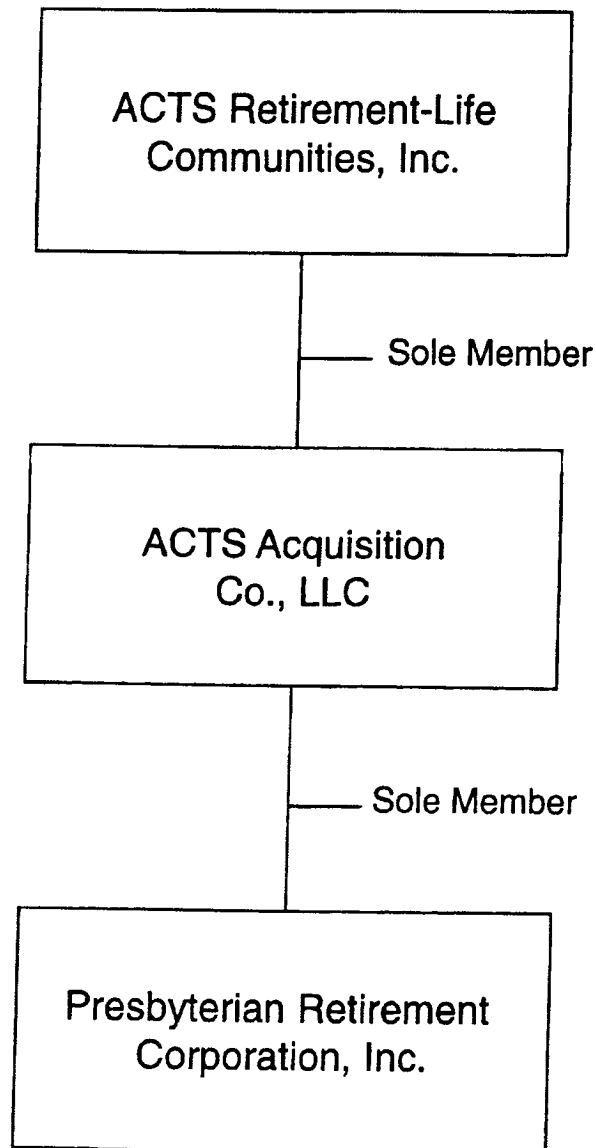 ACTS Retirement-Life
Communities, Inc.
Sole Member
ACTS Acquisition
Co., LLC
Sole Member
Presbyterian Retirement
Corporation, Inc.